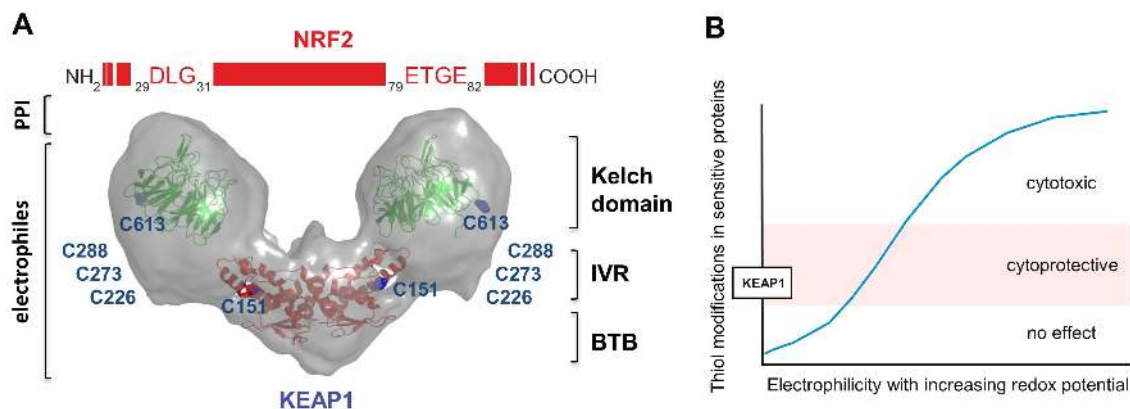 A
NRF2
NH2 29DLG31 79ETGE82 COOH
PPI
electrophiles
Kelch
domain
C613 C613
C288 C288
C273 C273
C226 C226
IVR
C151 C151
BTB
KEAP1
B
Thiol modifications in sensitive proteins
cytotoxic
cytoprotective
KEAP1
no effect
Electrophilicity with increasing redox potential